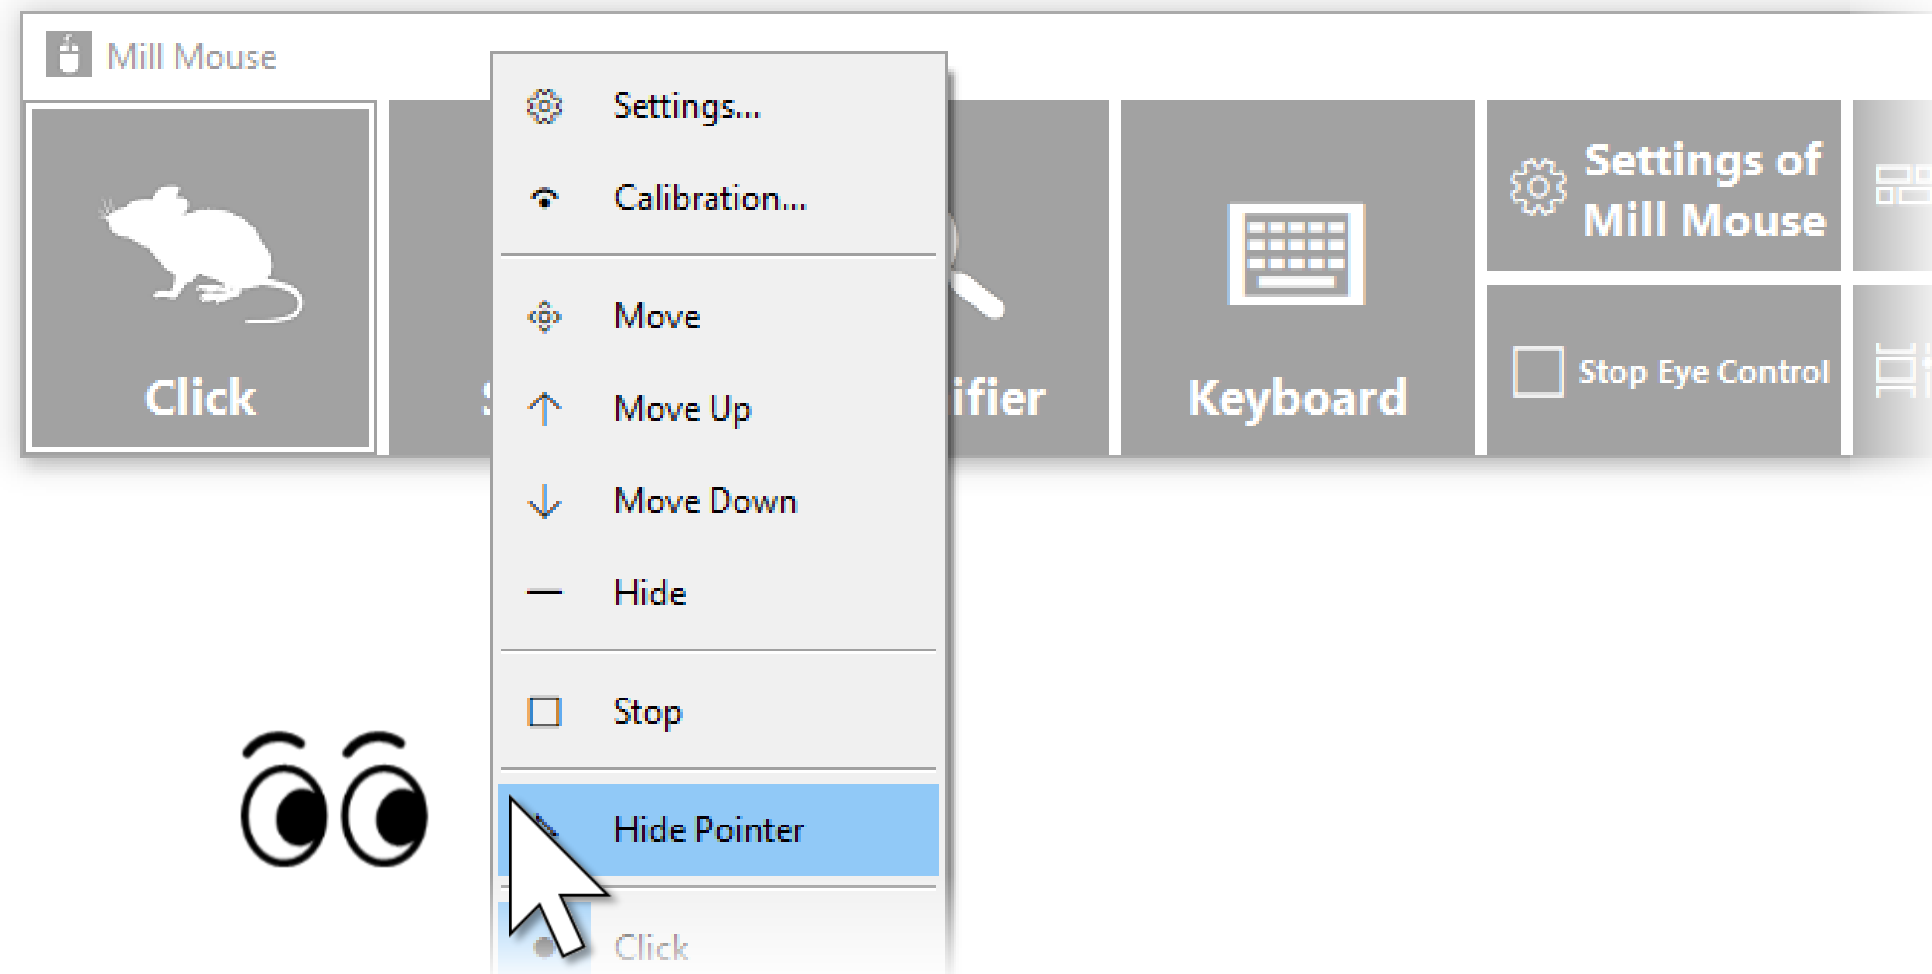 Mill Mouse
Settings...
Calibration...
Move
Move Up
Move Down
Hide
Stop
Hide Pointer
Click
Click
ifier
Keyboard
Settings of
Mill Mouse
Stop Eye Control